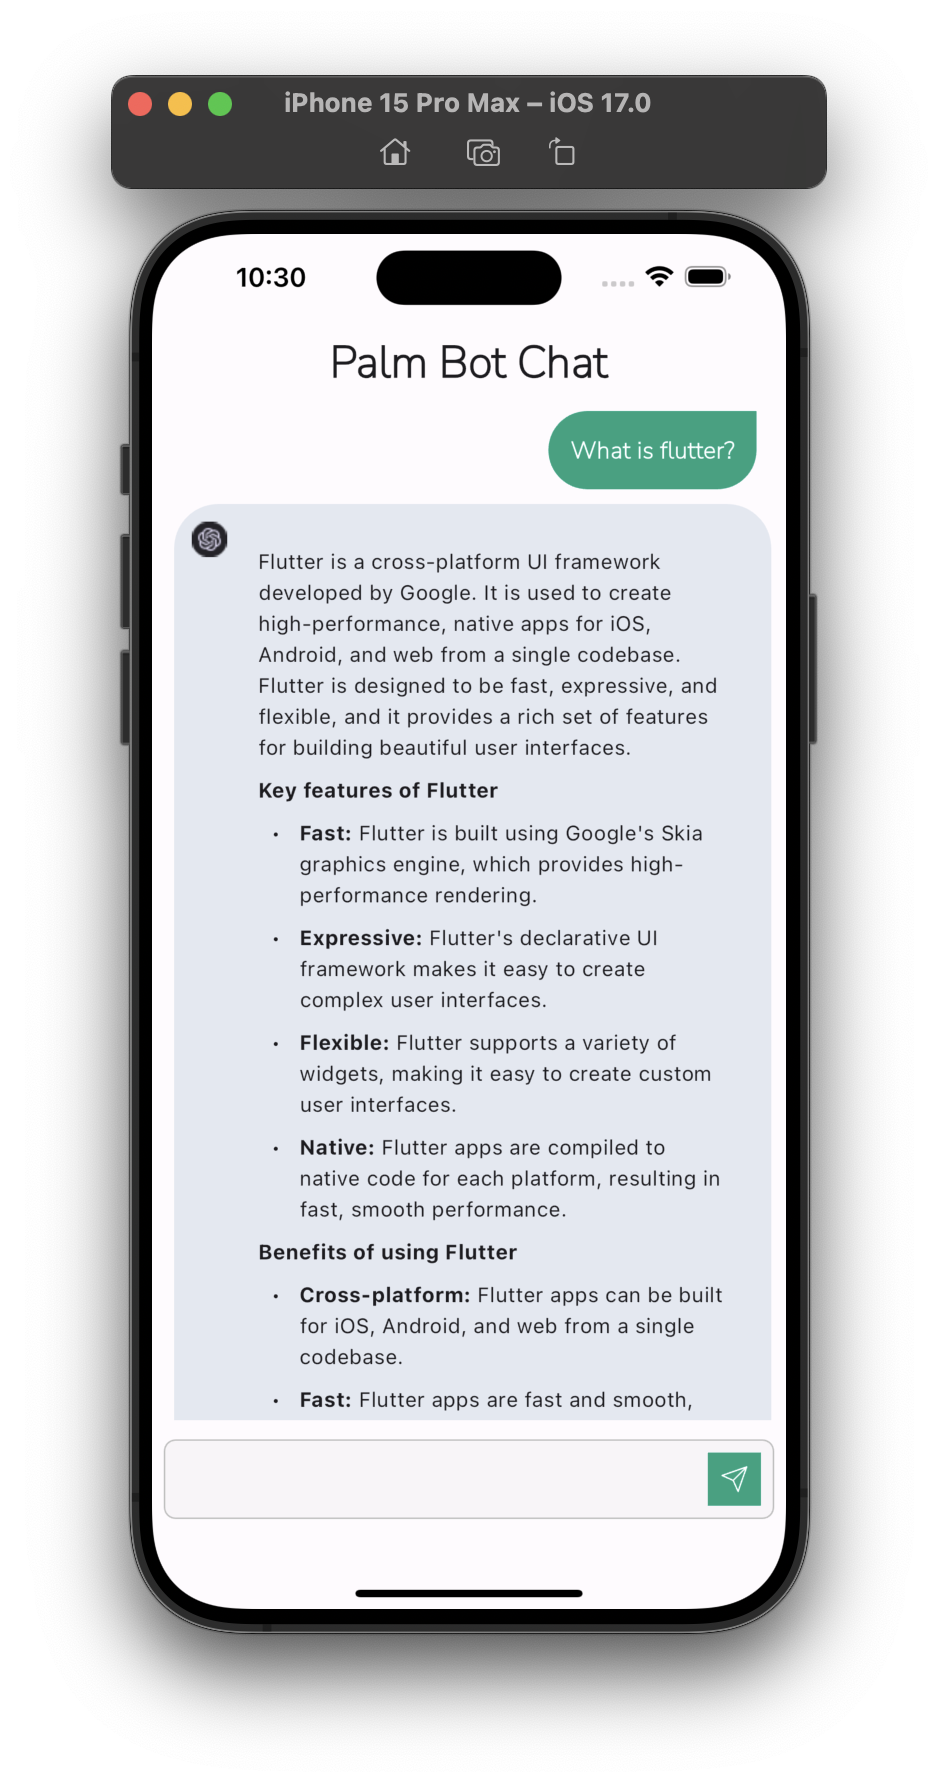 iPhone 15 Pro Max – iOS 17.0
10:30
Palm Bot Chat
What is flutter?
Flutter is a cross-platform UI framework
developed by Google. It is used to create
high-performance, native apps for iOS,
Android, and web from a single codebase.
Flutter is designed to be fast, expressive, and
flexible, and it provides a rich set of features
for building beautiful user interfaces.
Key features of Flutter
• Fast: Flutter is built using Google's Skia
graphics engine, which provides high-
performance rendering.
• Expressive: Flutter's declarative UI
framework makes it easy to create
complex user interfaces.
• Flexible: Flutter supports a variety of
widgets, making it easy to create custom
user interfaces.
• Native: Flutter apps are compiled to
native code for each platform, resulting in
fast, smooth performance.
Benefits of using Flutter
• Cross-platform: Flutter apps can be built
for iOS, Android, and web from a single
codebase.
• Fast: Flutter apps are fast and smooth,